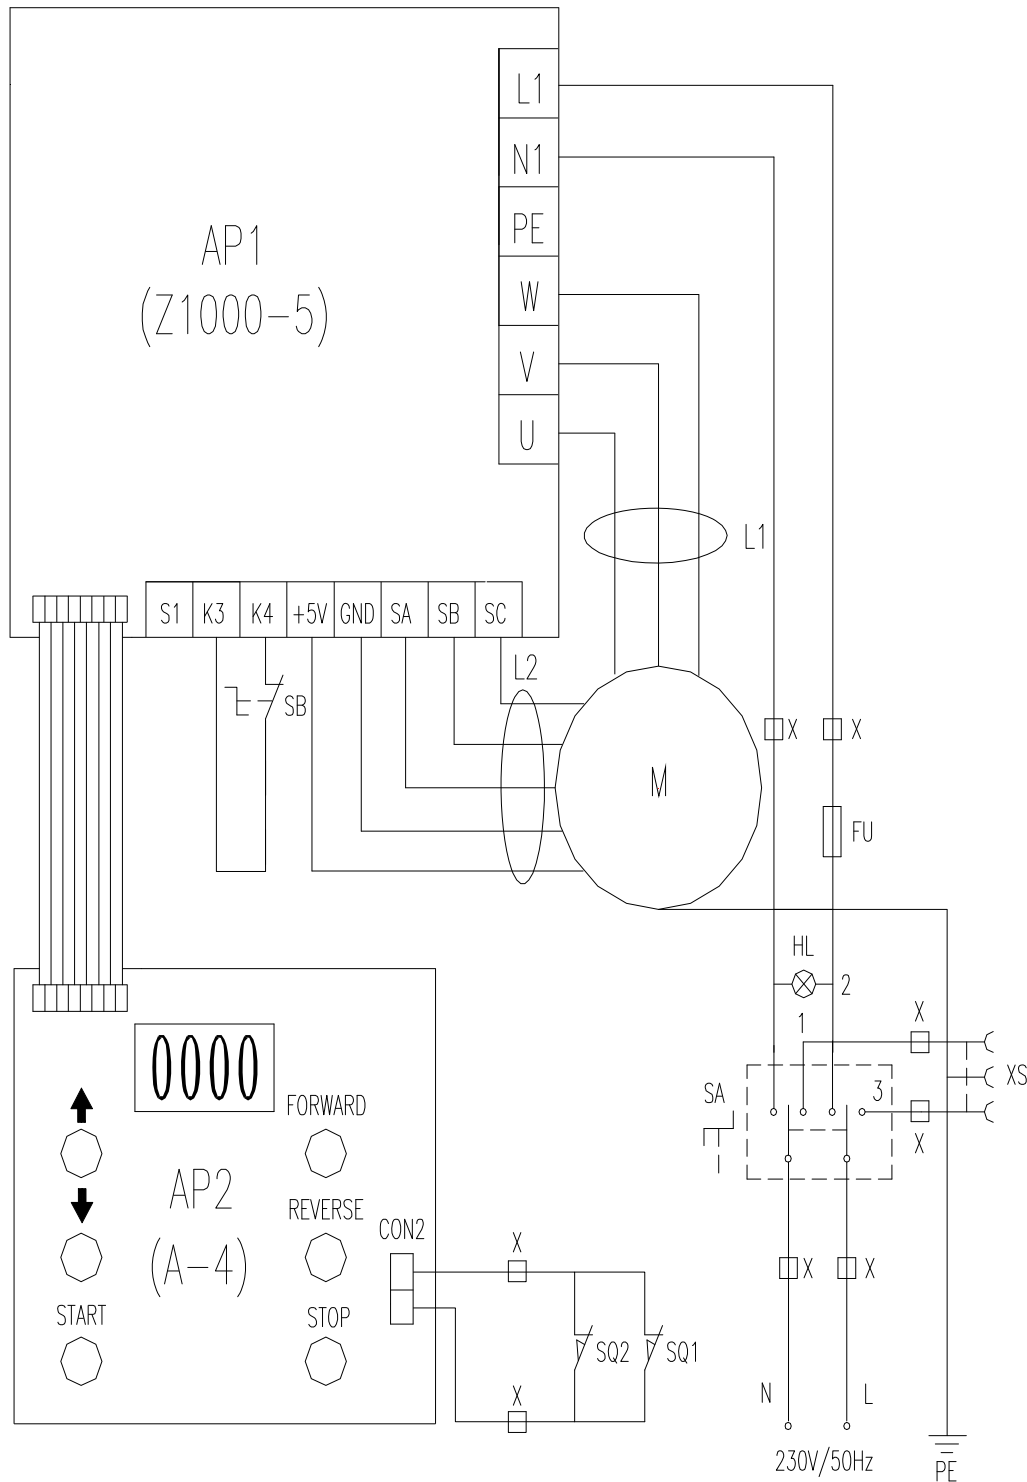 L1
N1
PE
W
V
U
AP1
(Z1000-5)
L1
S1 K3 K4 +5V GND SA SB SC
L2
SB
M
X X
FU
HL
2
1
X
XS
SA
3
X
0000
FORWARD
AP2
REVERSE
(A-4)
CON2
START
STOP
X
X X
SQ2 SQ1
X
N L
230V/50Hz
PE